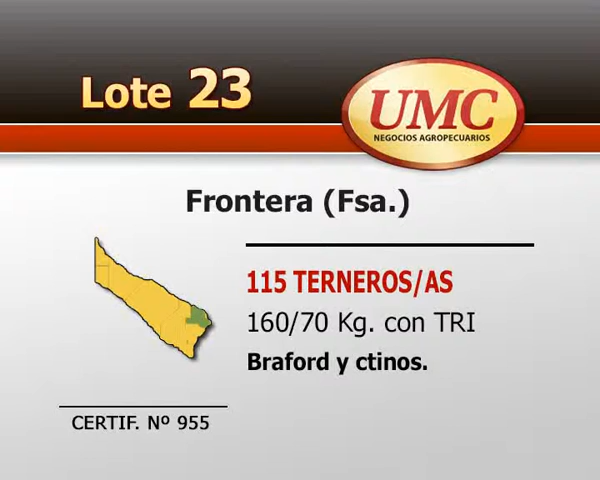 Lote 23
UMC
NEGOCIOS AGROPECUARIOS
Frontera (Fsa.)
115 TERNEROS/AS
160/70 Kg. con TRI
Braford y ctinos.
CERTIF. Nº 955